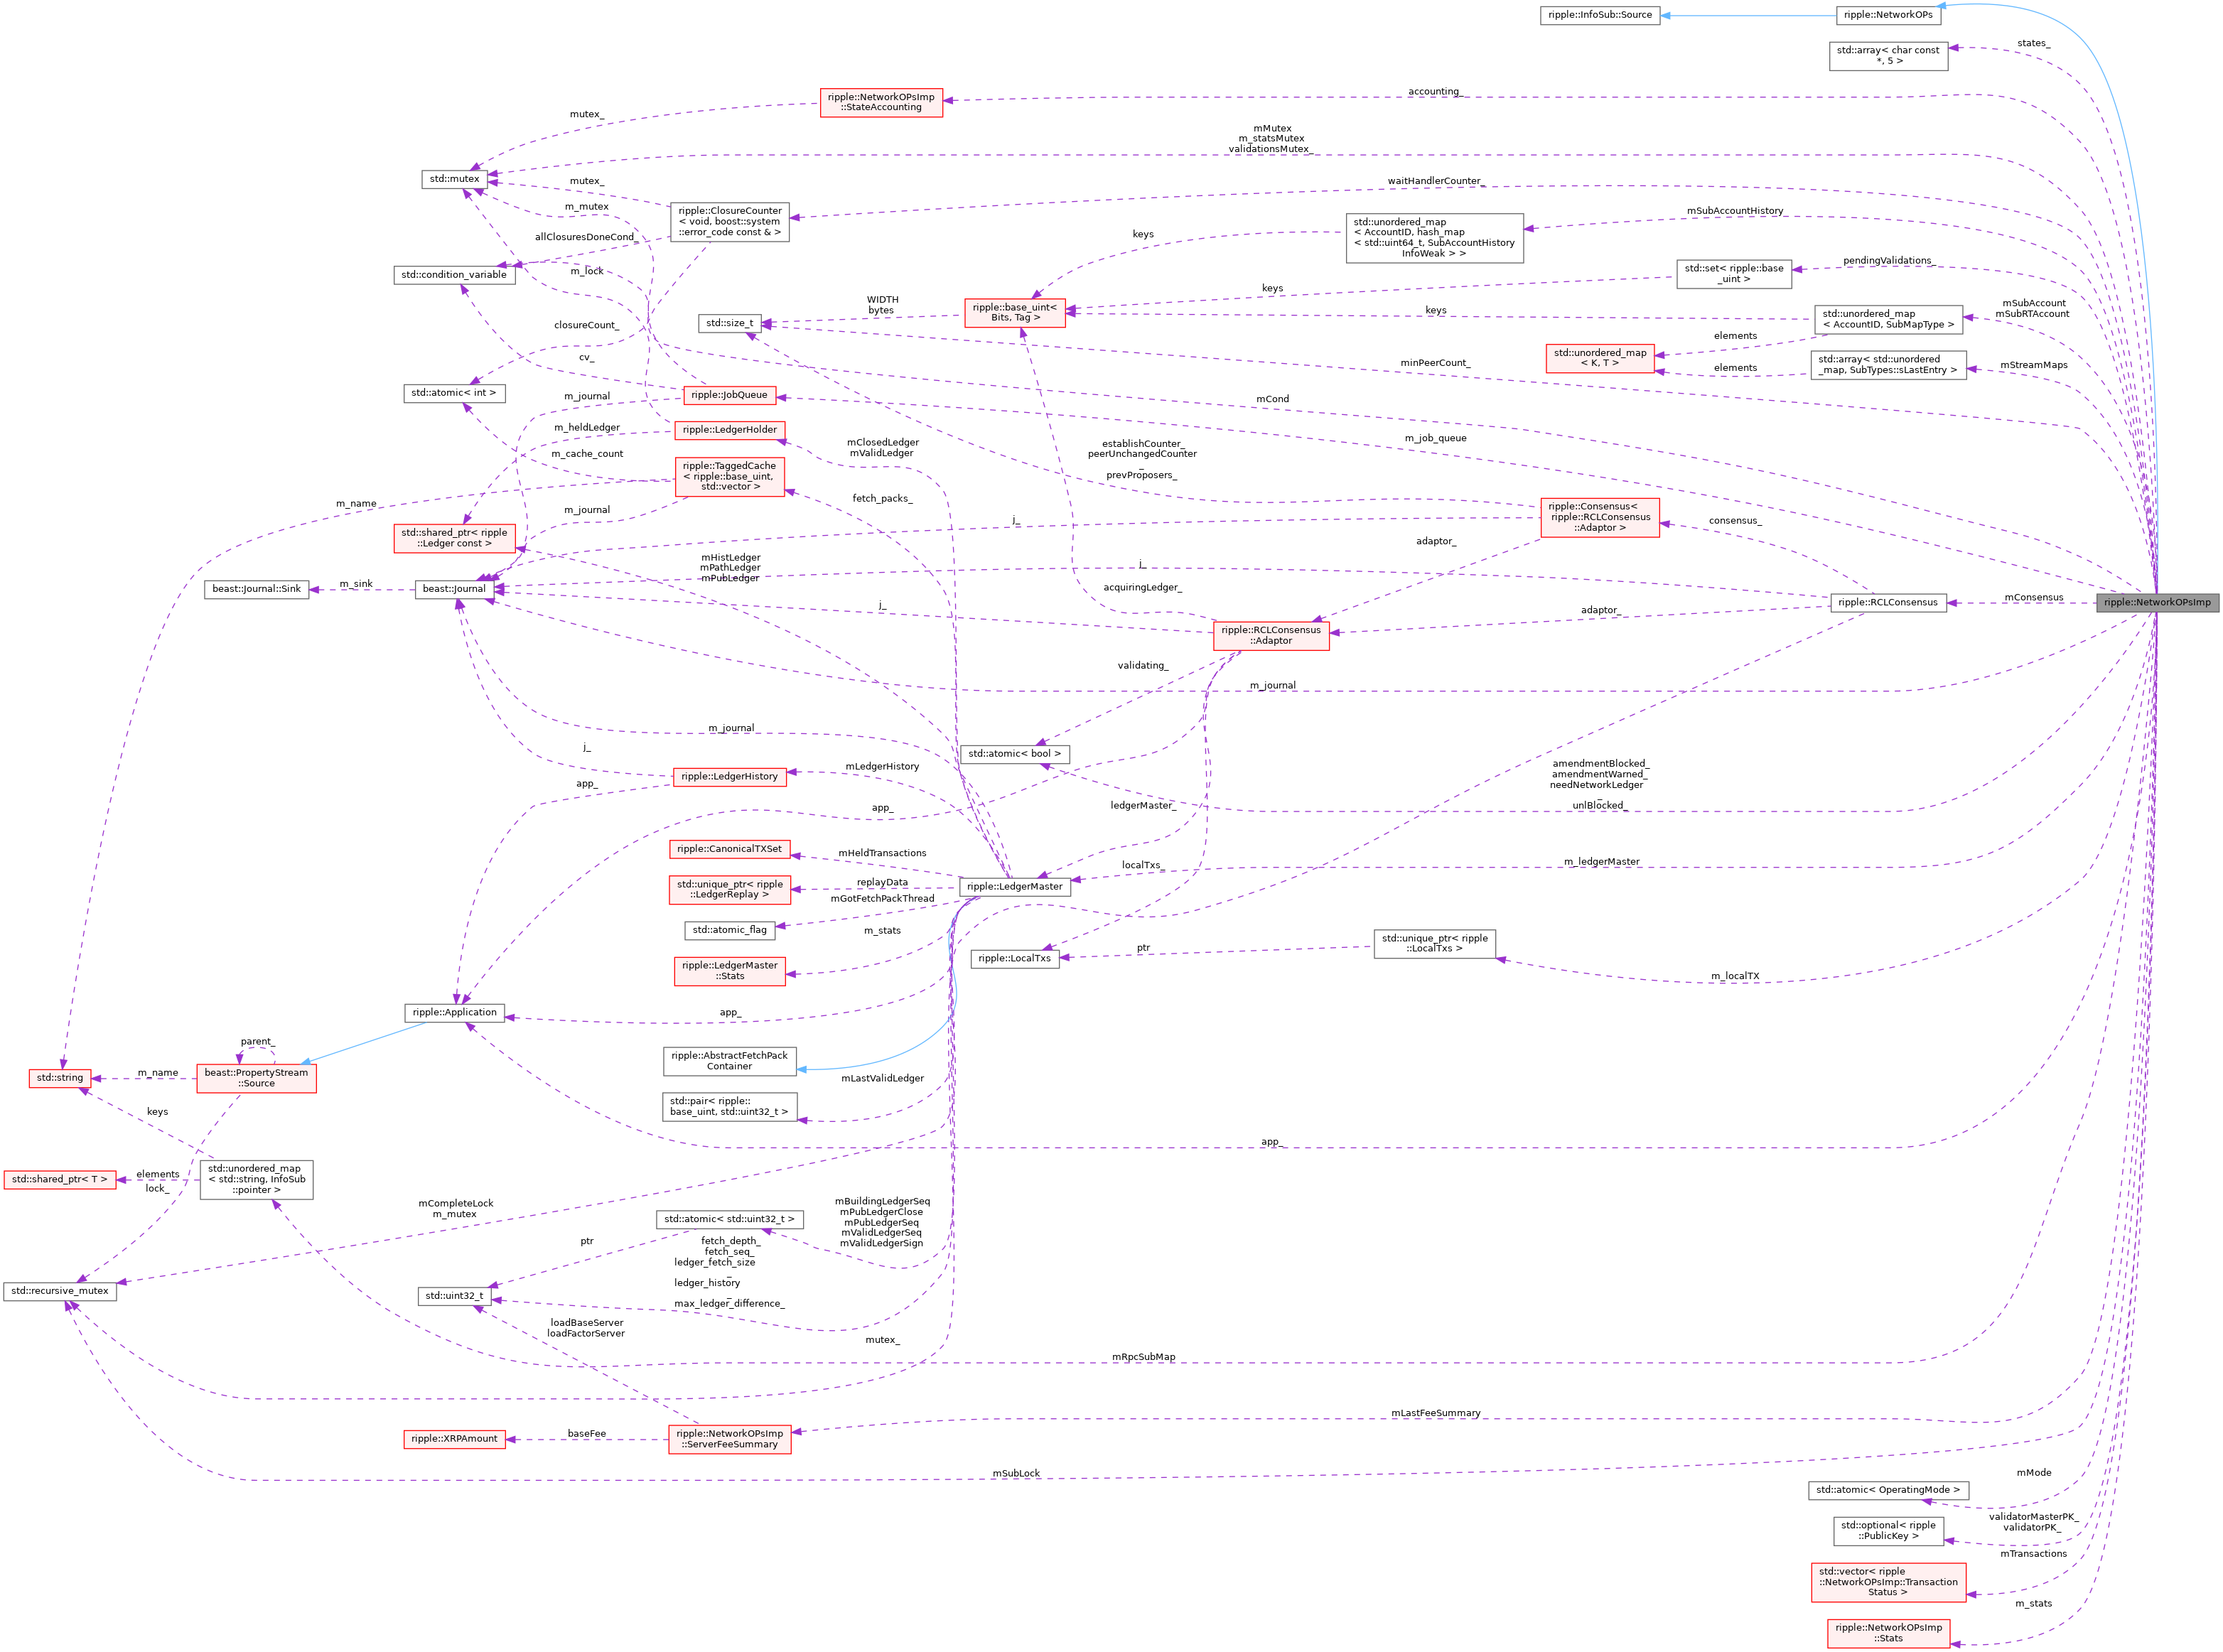 ripple::InfoSub::Source
ripple::NetworkOPs
states_
std::array< char const
*, 5 >
ripple::NetworkOPsImp
::StateAccounting
accounting_
mutex_
mMutex
m_statsMutex
validationsMutex_
std::mutex
mutex_
waitHandlerCounter_
m_mutex
ripple::ClosureCounter
< void, boost::system
::error_code const & >
mSubAccountHistory
std::unordered_map
< AccountID, hash_map
< std::uint64_t, SubAccountHistory
InfoWeak > >
keys
allClosuresDoneCond_
std::condition_variable
m_lock
pendingValidations_
std::set< ripple::base
_uint >
keys
WIDTH
bytes
ripple::base_uint<
Bits, Tag >
keys
std::unordered_map
< AccountID, SubMapType >
mSubAccount
mSubRTAccount
std::size_t
closureCount_
elements
std::unordered_map
< K, T >
cv_
minPeerCount_
elements
std::array< std::unordered
_map, SubTypes::sLastEntry >
mStreamMaps
std::atomic< int >
m_journal
ripple::JobQueue
mCond
m_heldLedger
ripple::LedgerHolder
mClosedLedger
mValidLedger
establishCounter_
peerUnchangedCounter
_
prevProposers_
m_job_queue
m_cache_count
ripple::TaggedCache
< ripple::base_uint,
std::vector >
m_name
fetch_packs_
m_journal
std::shared_ptr< ripple
::Ledger const >
j_
ripple::Consensus<
ripple::RCLConsensus
::Adaptor >
consensus_
adaptor_
mHistLedger
mPathLedger
mPubLedger
j_
beast::Journal::Sink
m_sink
beast::Journal
acquiringLedger_
ripple::RCLConsensus
mConsensus
ripple::NetworkOPsImp
j_
adaptor_
ripple::RCLConsensus
::Adaptor
validating_
m_journal
m_journal
j_
std::atomic< bool >
ripple::LedgerHistory
mLedgerHistory
app_
amendmentBlocked_
amendmentWarned_
needNetworkLedger
_
unlBlocked_
app_
ledgerMaster_
ripple::CanonicalTXSet
mHeldTransactions
std::unique_ptr< ripple
::LedgerReplay >
replayData
ripple::LedgerMaster
localTxs_
m_ledgerMaster
mGotFetchPackThread
std::atomic_flag
m_stats
ripple::LedgerMaster
::Stats
ripple::LocalTxs
ptr
std::unique_ptr< ripple
::LocalTxs >
m_localTX
ripple::Application
app_
parent_
ripple::AbstractFetchPack
Container
std::string
m_name
beast::PropertyStream
::Source
mLastValidLedger
keys
std::pair< ripple::
base_uint, std::uint32_t >
app_
std::shared_ptr< T >
elements
lock_
std::unordered_map
< std::string, InfoSub
::pointer >
mCompleteLock
m_mutex
std::atomic< std::uint32_t >
mBuildingLedgerSeq
mPubLedgerClose
mPubLedgerSeq
mValidLedgerSeq
mValidLedgerSign
ptr
fetch_depth_
fetch_seq_
ledger_fetch_size
_
ledger_history
_
max_ledger_difference_
std::recursive_mutex
std::uint32_t
loadBaseServer
loadFactorServer
mutex_
mRpcSubMap
mLastFeeSummary
ripple::XRPAmount
baseFee
ripple::NetworkOPsImp
::ServerFeeSummary
mSubLock
mMode
std::atomic< OperatingMode >
validatorMasterPK_
validatorPK_
std::optional< ripple
::PublicKey >
mTransactions
std::vector< ripple
::NetworkOPsImp::Transaction
Status >
m_stats
ripple::NetworkOPsImp
::Stats